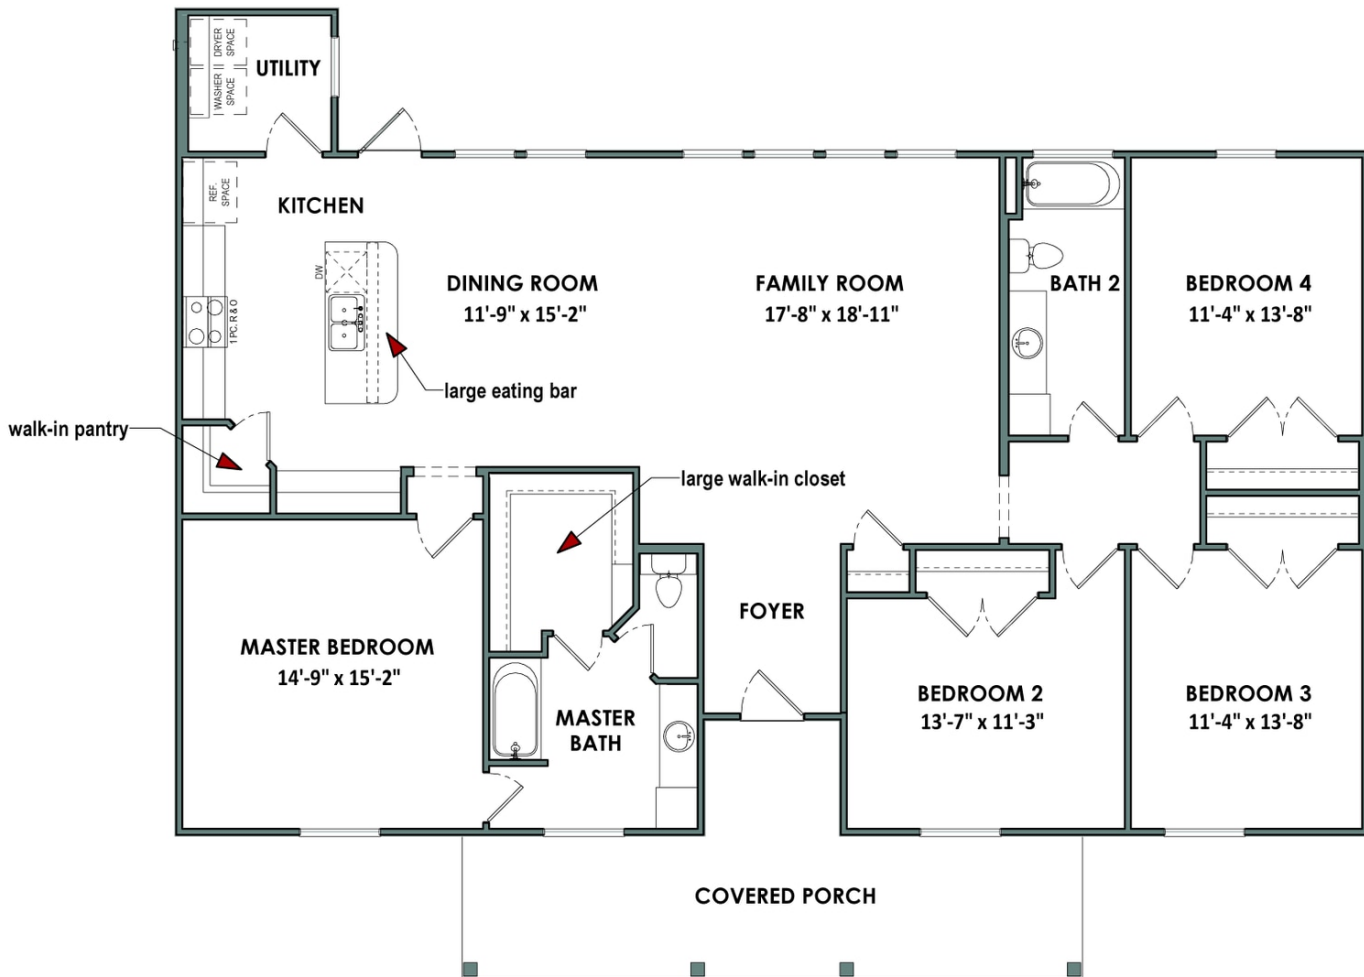 DRYER
SPACE
WASHER
SPACE
UTILITY
REF.
SPACE
KITCHEN
DW
1 PC. R & O
DINING ROOM
11'-9" x 15'-2"
FAMILY ROOM
17'-8" x 18'-11"
BATH 2
BEDROOM 4
11'-4" x 13'-8"
large eating bar
walk-in pantry
large walk-in closet
FOYER
MASTER BEDROOM
14'-9" x 15'-2"
MASTER
BATH
BEDROOM 2
13'-7" x 11'-3"
BEDROOM 3
11'-4" x 13'-8"
COVERED PORCH